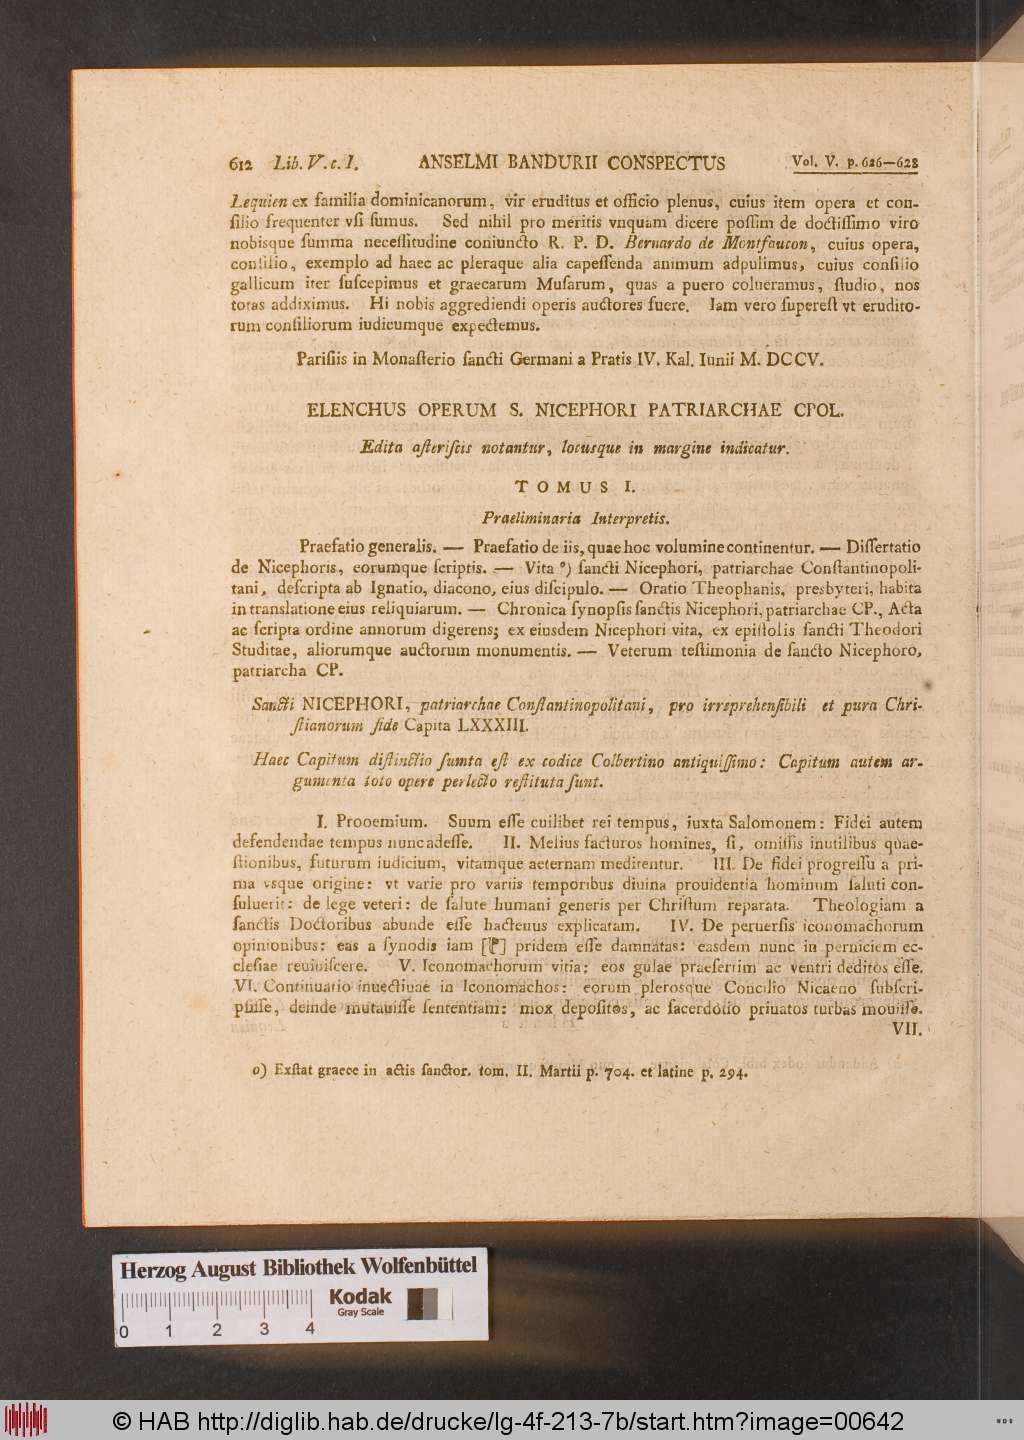 612 Lib. V. c. I. ANSELMI BANDURII CONSPECTUS Vol. V. p. 626—628
Lequien ex familia dominicanorum, vir eruditus et officio plenus, cuius item opera et con-
ſilio frequenter vſi ſumus. Sed nihil pro meritis vnquam dicere poſſim de doctiſſimo viro
nobisque ſumma neceſſitudine coniuncto R. P. D. Bernardo de Montfaucon, cuius opera,
conſilio, exemplo ad haec ac pleraque alia capeſſenda animum adpulimus, cuius conſilio
gallicum iter ſuſcepimus et graecarum Muſarum, quas a puero colueramus, ſtudio, nos
totas addiximus. Hi nobis aggrediendi operis auctores fuere. Iam vero ſupereſt vt erudito-
rum conſiliorum iudicumque expectemus.
Pariſiis in Monaſterio ſancti Germani a Pratis IV. Kal. Iunii M. DCCV.
ELENCHUS OPERUM S. NICEPHORI PATRIARCHAE CPOL.
Edita aſteriſcis notantur, locusque in margine indicatur.
TOMUS I.
Praeliminaria Interpretis.
Praefatio generalis. — Praefatio de iis, quae hoc volumine continentur. — Diſſertatio
de Nicephoris, eorumque ſcriptis. — Vita o) ſancti Nicephori, patriarchae Conſtantinopoli-
tani, deſcripta ab Ignatio, diacono, eius diſcipulo. — Oratio Theophanis, presbyteri, habita
in translatione eius reliquiarum. — Chronica ſynopſis ſanctis Nicephori, patriarchae CP., Acta
ac ſcripta ordine annorum digerens; ex eiusdem Nicephori vita, ex epiſtolis ſancti Theodori
Studitae, aliorumque auctorum monumentis. — Veterum teſtimonia de ſancto Nicephoro,
patriarcha CP.
Sancti NICEPHORI, patriarchae Conſtantinopolitani, pro irreprehenſibili et pura Chri-
ſtianorum fide Capita LXXXIII.
Haec Capitum diſtinctio ſumta eſt ex codice Colbertino antiquiſſimo: Capitum autem ar-
gumenta toto opere perlecto reſtituta ſunt.
I. Prooemium. Suum eſſe cuilibet rei tempus, iuxta Salomonem: Fidei autem
defendendae tempus nunc adeſſe. II. Melius facturos homines, ſi, omiſſis inutilibus quae-
ſtionibus, futurum iudicium, vitamque aeternam meditentur. III. De fidei progreſſu a pri-
ma vsque origine: vt varie pro variis temporibus diuina prouidentia hominum ſaluti con-
ſuluerit: de lege veteri: de ſalute humani generis per Chriſtum reparata. Theologiam a
ſanctis Doctoribus abunde eſſe hactenus explicatam. IV. De peruerſis iconomachorum
opinionibus: eas a ſynodis iam [ ] pridem eſſe damnatas: easdem nunc in perniciem ec-
cleſiae reuiuiſcere. V. Iconomachorum vitia: eos gulae praeſertim ac ventri deditos eſſe.
VI. Continuatio inuectiuae in Iconomachos: eorum plerosque Concilio Nicaeno ſubſcri-
pſiſſe, deinde mutauiſſe ſententiam: mox depoſitos, ac ſacerdotio priuatos turbas mouiſſe.
VII.
o) Exſtat graece in actis ſanctor. tom. II. Martii p. 704. et latine p. 294.
Herzog August Bibliothek Wolfenbüttel
Kodak
Gray Scale
0 1 2 3 4
© HAB http://diglib.hab.de/drucke/lg-4f-213-7b/start.htm?image=00642